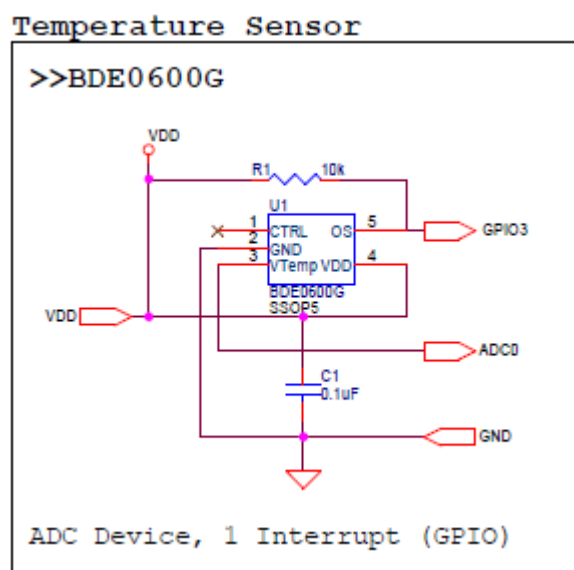 Temperature Sensor
>>BDE0600G
VDD
R1 10k
U1
1 CTRL OS 5 GPIO3
2 GND
3 VTemp VDD 4
BDE0600G
SSOP5
VDD
ADC0
C1
0.1uF
GND
ADC Device, 1 Interrupt (GPIO)